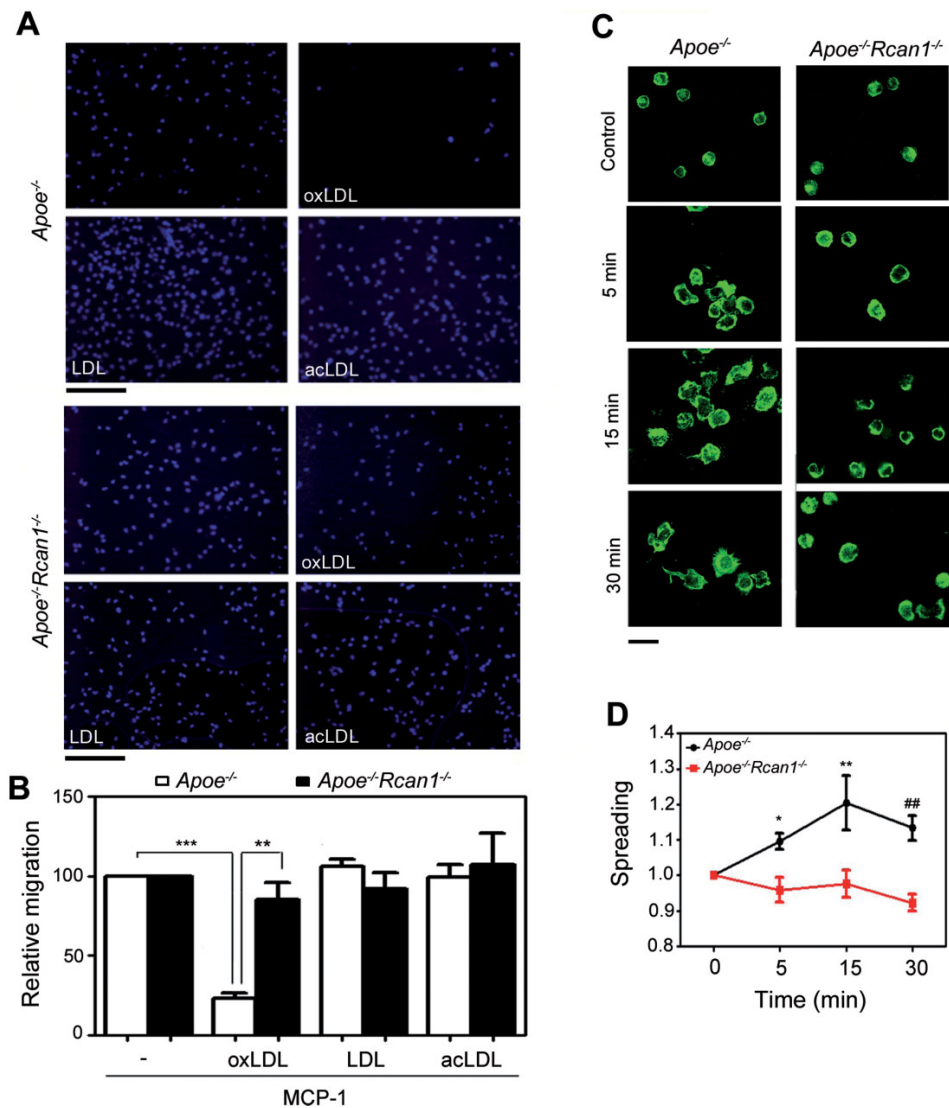 A
Apoe-/-
oxLDL
LDL
acLDL
Apoe-/-Rcan1-/-
oxLDL
LDL
acLDL
B
Apoe-/-
Apoe-/-Rcan1-/-
Relative migration
150
100
50
0
***
**
-
oxLDL
LDL
acLDL
MCP-1
C
Apoe-/-
Apoe-/-Rcan1-/-
Control
5 min
15 min
30 min
D
Apoe-/-
Apoe-/-Rcan1-/-
Spreading
1.4
1.3
1.2
1.1
1.0
0.9
0.8
*
**
##
0
5
15
30
Time (min)